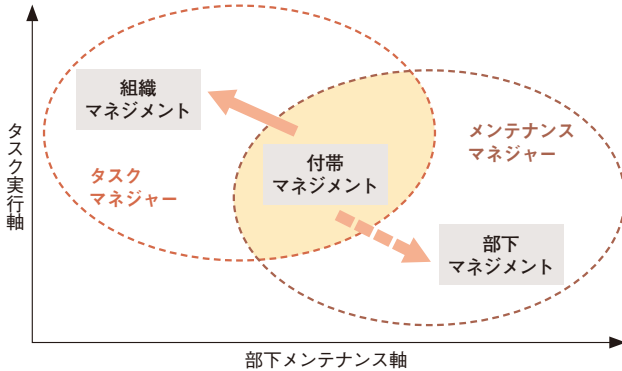 タスク実行軸
組織
マネジメント
タスク
マネジャー
付帯
マネジメント
メンテナンス
マネジャー
部下
マネジメント
部下メンテナンス軸